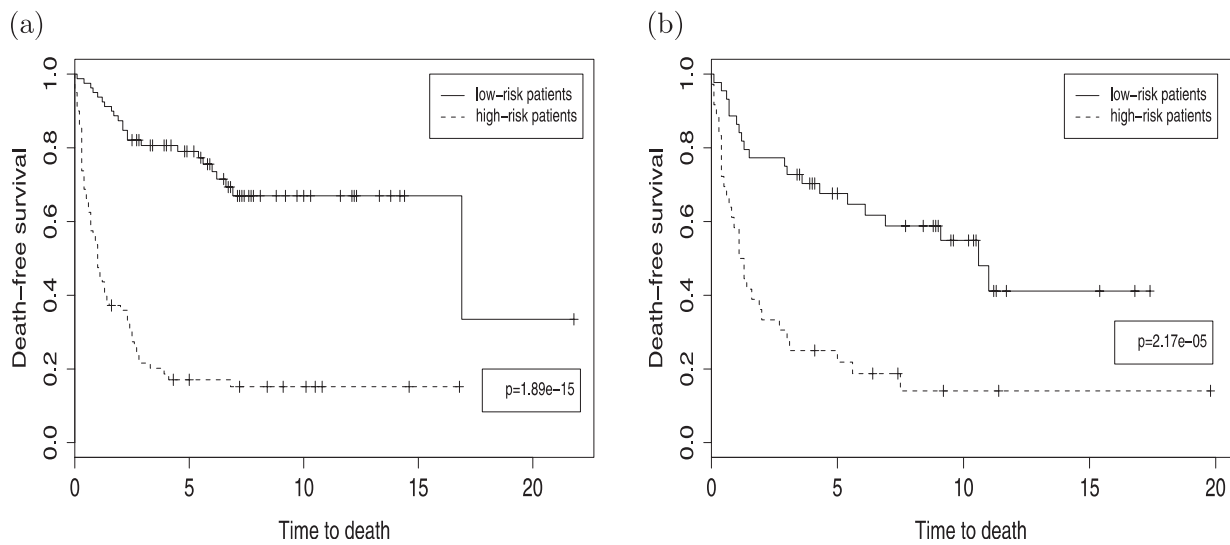 (a)
Death−free survival
1.0
0.8
0.6
0.4
0.2
0.0
low−risk patients
high−risk patients
p=1.89e−15
0 5 10 15 20
Time to death
(b)
Death−free survival
1.0
0.8
0.6
0.4
0.2
0.0
low−risk patients
high−risk patients
p=2.17e−05
0 5 10 15 20
Time to death